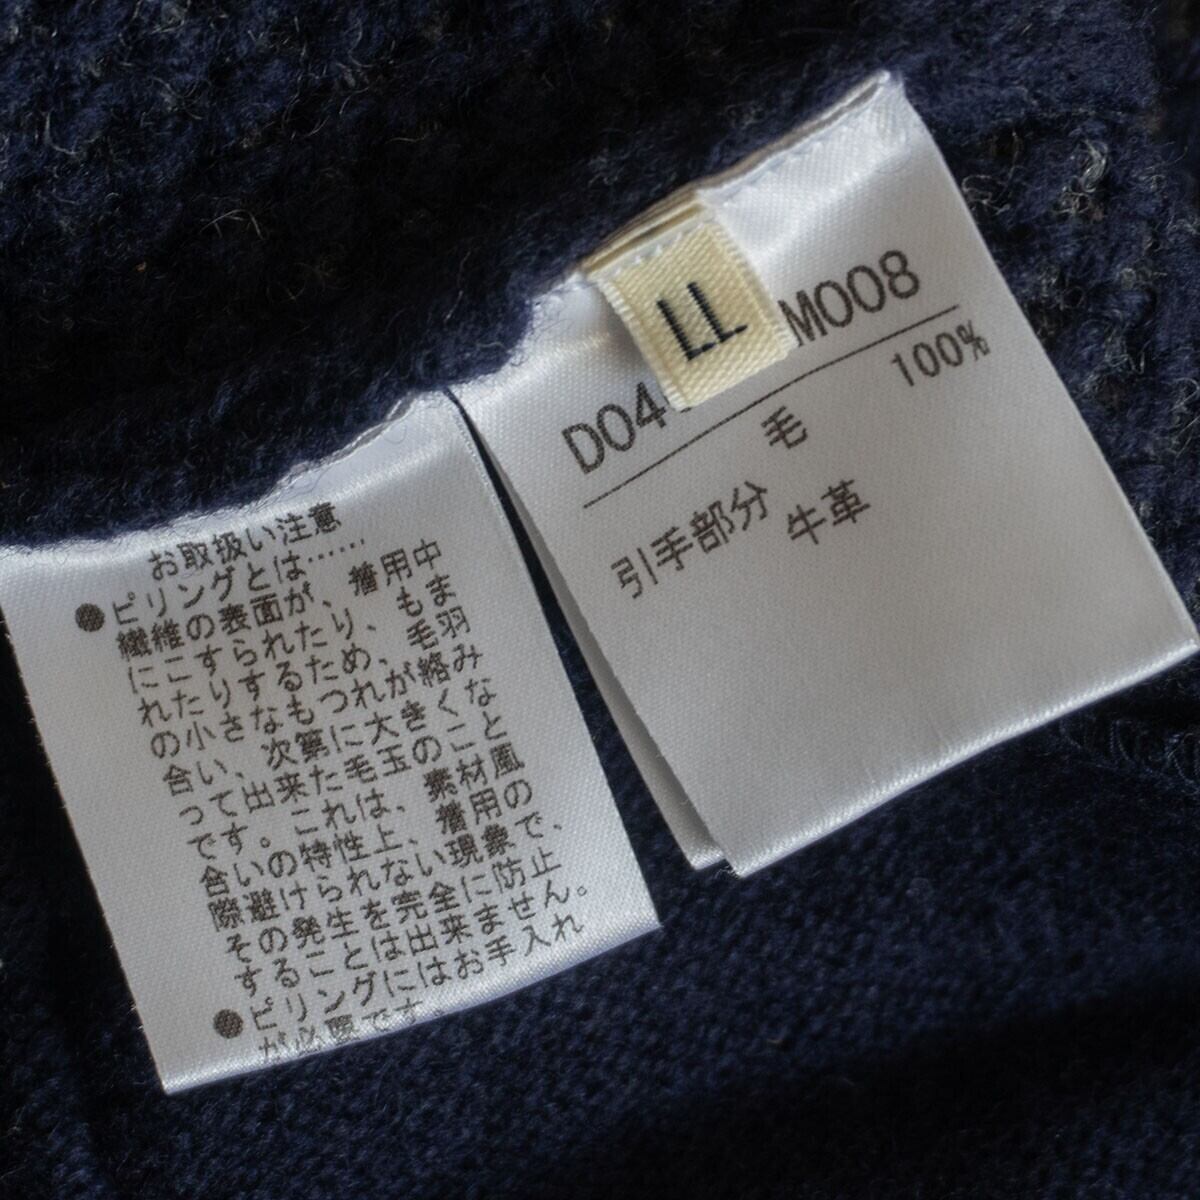 お取扱い注意
●ピリングとは……
繊維の表面が、着用中
にこすられたり、もま
れたりするため、毛羽
の小さなもつれが絡み
合い、次第に大きくな
って出来た毛玉のこと
です。これは、素材風
合いの特性上、着用の
際避けられない現象で、
その発生を完全に防止
することは出来ません。
●ピリングにはお手入れ
が必要です
LL
D04 M008
毛 100%
引手部分
牛革